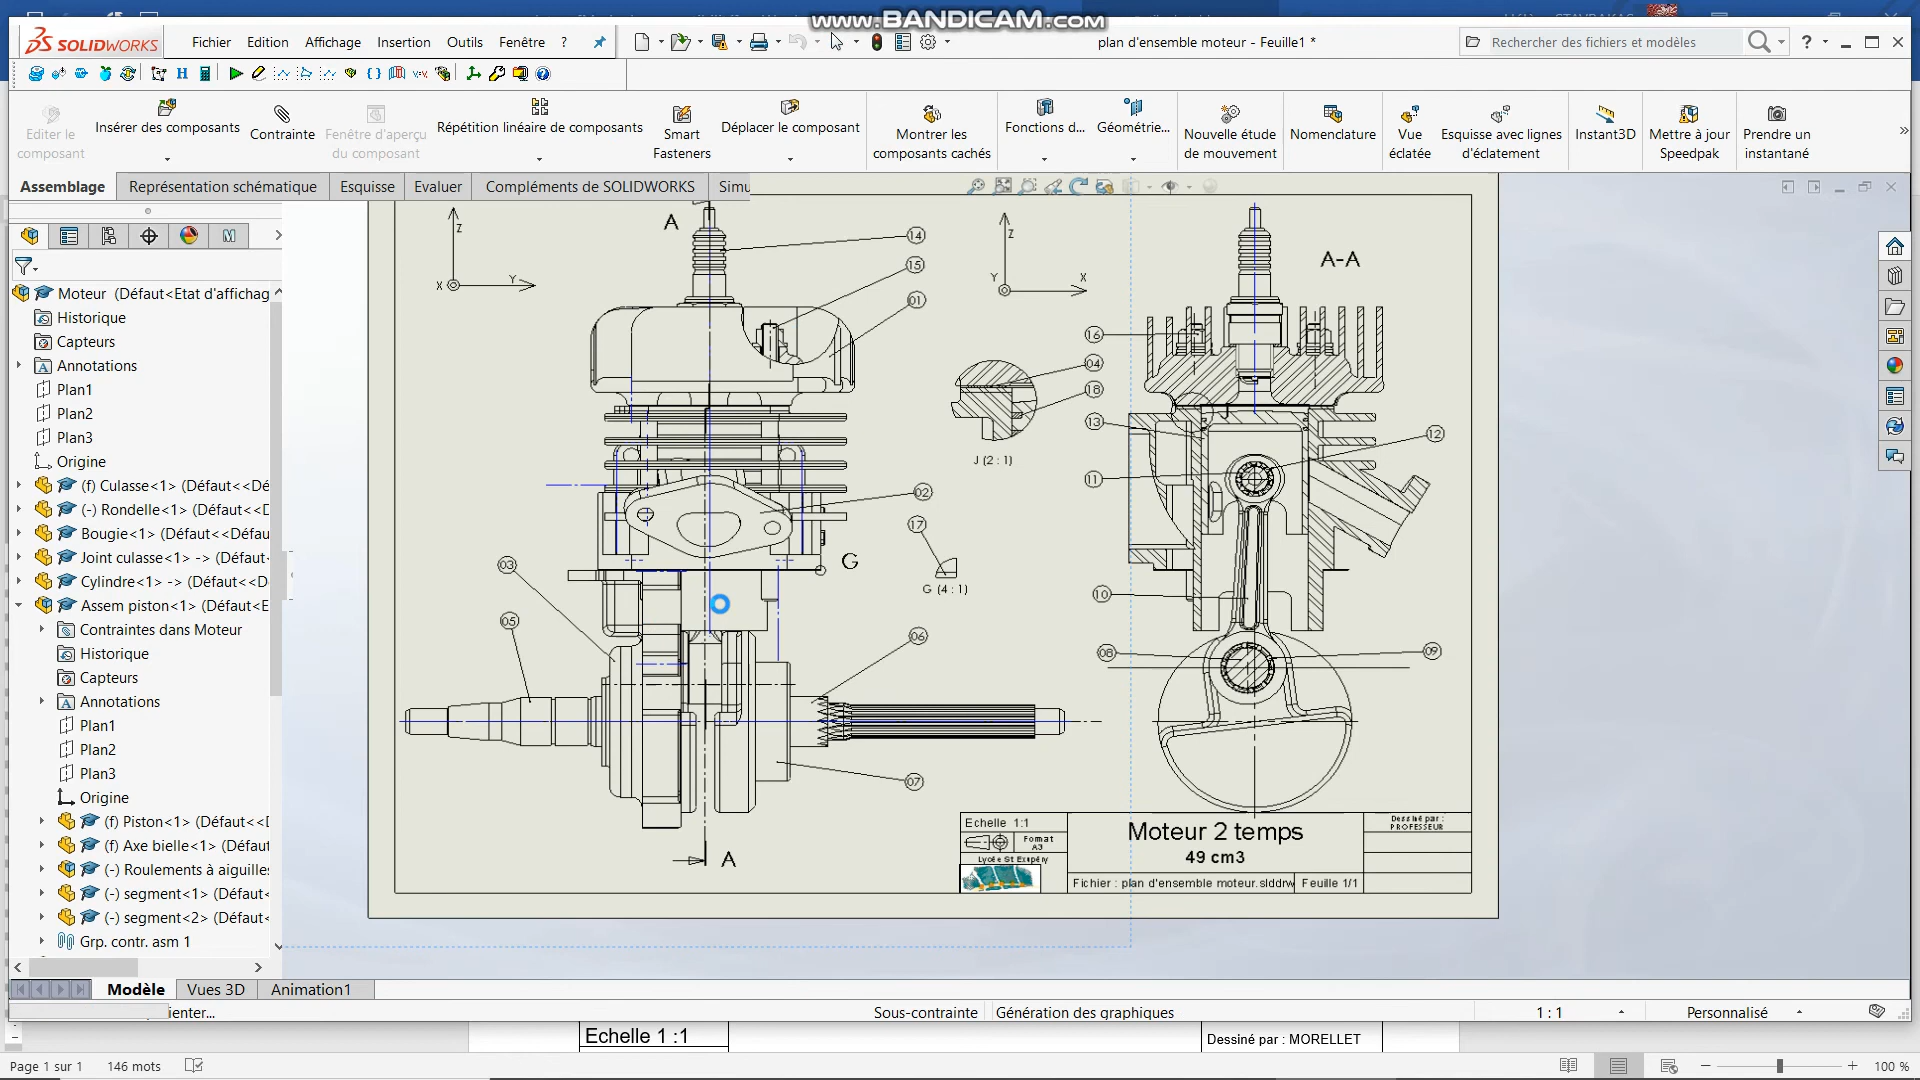 www.BANDICAM.com
SOLIDWORKS
Fichier Edition Affichage Insertion Outils Fenêtre ?
plan d'ensemble moteur - Feuille1 *
Rechercher des fichiers et modèles
Editer le composant
Insérer des composants
Contrainte
Fenêtre d'aperçu du composant
Répétition linéaire de composants
Smart Fasteners
Déplacer le composant
Montrer les composants cachés
Fonctions d...
Géométrie...
Nouvelle étude de mouvement
Nomenclature
Vue éclatée
Esquisse avec lignes d'éclatement
Instant3D
Mettre à jour Speedpak
Prendre un instantané
Assemblage Représentation schématique Esquisse Evaluer Compléments de SOLIDWORKS Simu
Moteur (Défaut<Etat d'affichag
Historique
Capteurs
Annotations
Plan1
Plan2
Plan3
Origine
(f) Culasse<1> (Défaut<<Dé
(-) Rondelle<1> (Défaut<<D
Bougie<1> (Défaut<<Défau
Joint culasse<1> -> (Défaut
Cylindre<1> -> (Défaut<<D
Assem piston<1> (Défaut<E
Contraintes dans Moteur
Historique
Capteurs
Annotations
Plan1
Plan2
Plan3
Origine
(f) Piston<1> (Défaut<<D
(f) Axe bielle<1> (Défaut
(-) Roulements à aiguille
(-) segment<1> (Défaut<
(-) segment<2> (Défaut<
Grp. contr. asm 1
A
Z
Y
X
14
15
01
02
17
G
G (4 : 1)
03
05
06
07
A
Z
Y
X
A-A
16
04
18
13
J
J (2 : 1)
12
11
10
08
09
Echelle 1:1
Format A3
Lycée St Exupéry
Moteur 2 temps
49 cm3
Fichier : plan d'ensemble moteur.slddrw
Feuille 1/1
Dessiné par :
PROFESSEUR
Modèle Vues 3D Animation1
ienter...
Sous-contrainte
Génération des graphiques
1 : 1
Personnalisé
Echelle 1 :1
Dessiné par : MORELLET
Page 1 sur 1
146 mots
100 %